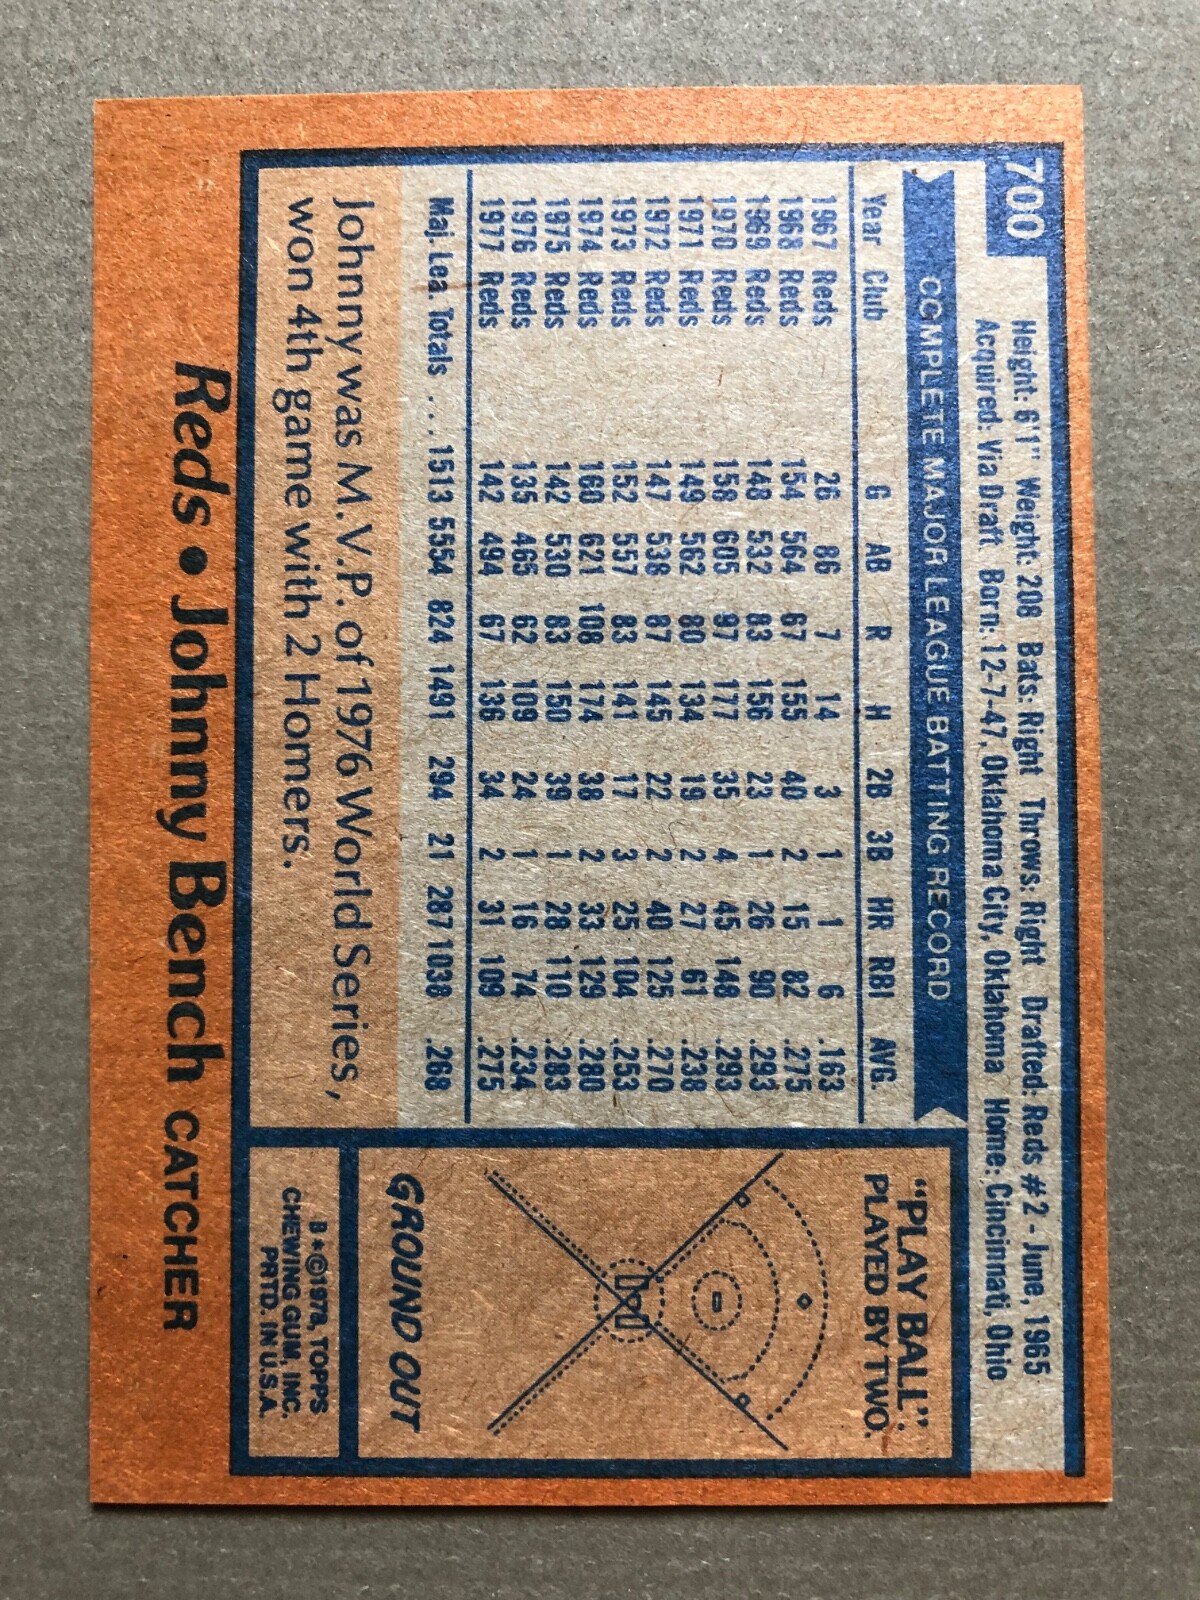 700
Height: 6'1" Weight: 208 Bats: Right Throws: Right Drafted: Reds #2 - June, 1965
Acquired: Via Draft Born: 12-7-47, Oklahoma City, Oklahoma Home: Cincinnati, Ohio
COMPLETE MAJOR LEAGUE BATTING RECORD
Year Club G AB R H 2B 3B HR RBI AVG.
1967 Reds 26 86 7 14 3 1 1 6 .163
1968 Reds 154 564 67 155 40 2 15 82 .275
1969 Reds 148 532 83 156 23 1 26 90 .293
1970 Reds 158 605 97 177 35 4 45 148 .293
1971 Reds 149 562 80 134 19 2 27 61 .238
1972 Reds 147 538 87 145 22 2 40 125 .270
1973 Reds 152 557 83 141 17 3 25 104 .253
1974 Reds 160 621 108 174 38 2 33 129 .280
1975 Reds 142 530 83 150 39 1 28 110 .283
1976 Reds 135 465 62 109 24 1 16 74 .234
1977 Reds 142 494 67 136 34 2 31 109 .275
Maj. Lea. Totals ... 1513 5554 824 1491 294 21 287 1038 .268
Johnny was M.V.P. of 1976 World Series,
won 4th game with 2 Homers.
"PLAY BALL":
PLAYED BY TWO.
GROUND OUT
B*©1978, TOPPS
CHEWING GUM, INC.
PRTD. IN U.S.A.
Reds • Johnny Bench CATCHER